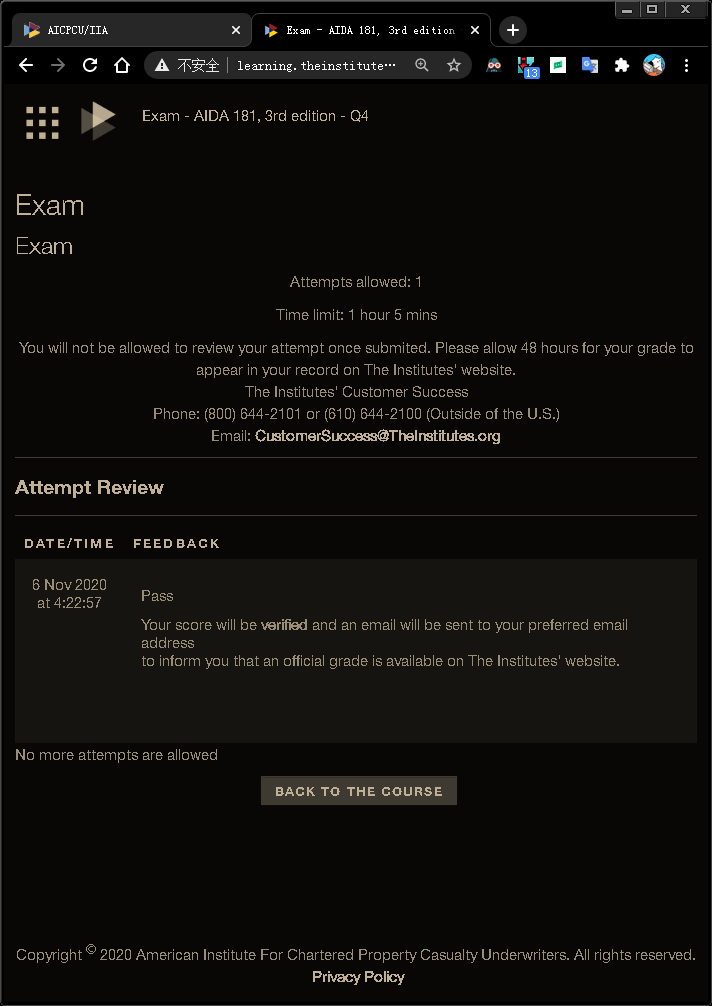 AICPCU/IIA
Exam - AIDA 181, 3rd edition
不安全
learning.theinstitute…
13
Exam - AIDA 181, 3rd edition - Q4
Exam
Exam
Attempts allowed: 1
Time limit: 1 hour 5 mins
You will not be allowed to review your attempt once submited. Please allow 48 hours for your grade to
appear in your record on The Institutes' website.
The Institutes' Customer Success
Phone: (800) 644-2101 or (610) 644-2100 (Outside of the U.S.)
Email: CustomerSuccess@TheInstitutes.org
Attempt Review
DATE/TIME FEEDBACK
6 Nov 2020
at 4:22:57
Pass
Your score will be verified and an email will be sent to your preferred email
address
to inform you that an official grade is available on The Institutes' website.
No more attempts are allowed
BACK TO THE COURSE
Copyright © 2020 American Institute For Chartered Property Casualty Underwriters. All rights reserved.
Privacy Policy